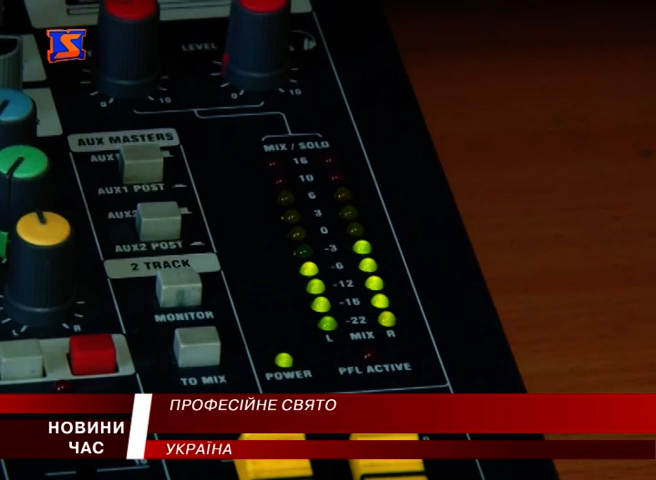 IS
LEVEL
0 10 0 10
AUX MASTERS
MIX / SOLO
AUX1
16
10
AUX1 POST
6
AUX2
3
0
AUX2 POST
-3
2 TRACK
-6
-12
-16
MONITOR
-22
L R
L MIX R
TO MIX
POWER
PFL ACTIVE
ПРОФЕСІЙНЕ СВЯТО
НОВИНИ
ЧАС
УКРАЇНА